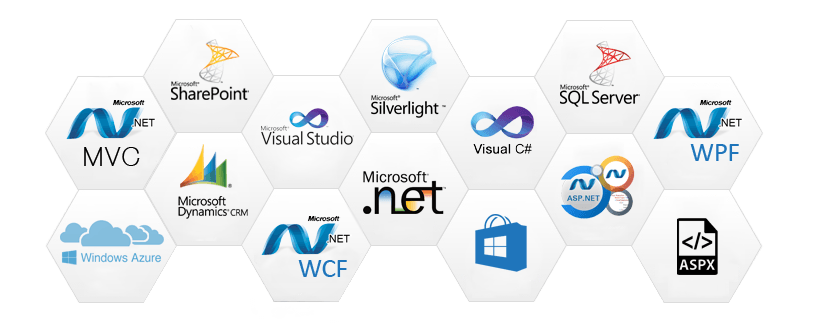 Microsoft®
SharePoint
Microsoft®
Silverlight™
Microsoft®
SQL Server®
Microsoft
.NET
MVC
Microsoft®
Visual Studio®
Visual C#
Microsoft
.NET
WPF
Microsoft
Dynamics® CRM
Microsoft®
.net
ASP.NET
Windows Azure
Microsoft
.NET
WCF
</>
ASPX